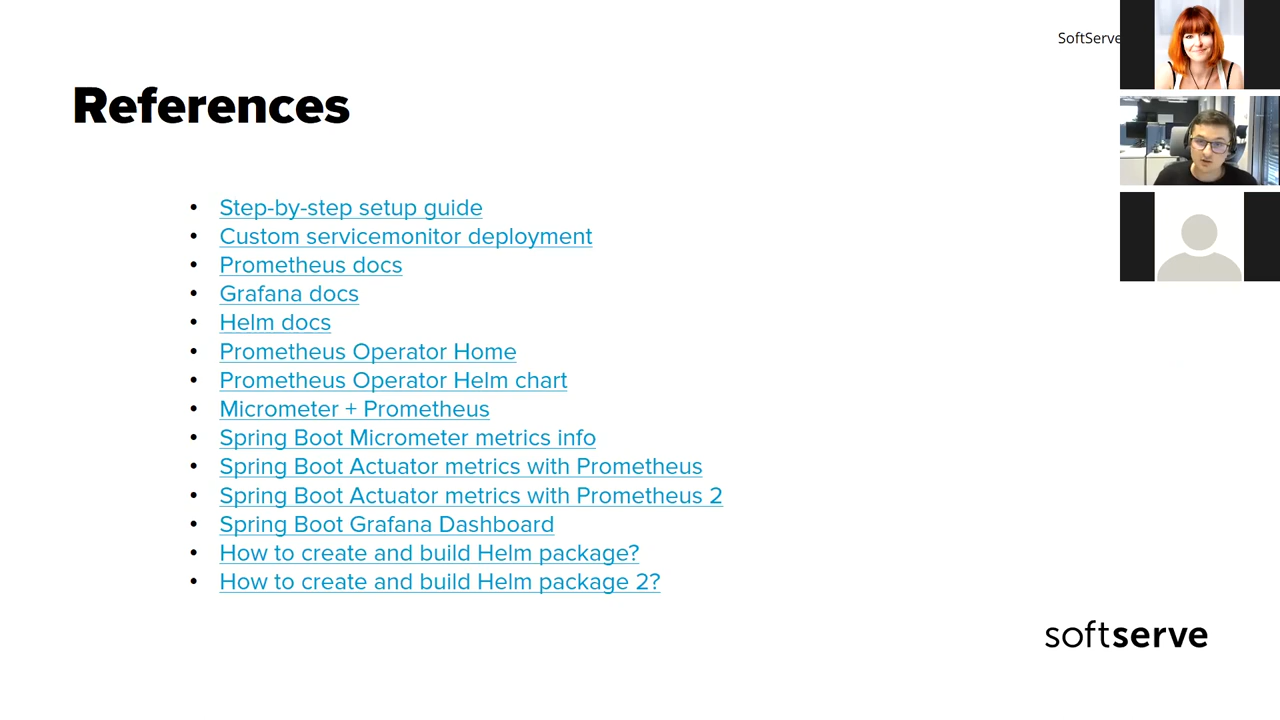 SoftServe
References
• Step-by-step setup guide
• Custom servicemonitor deployment
• Prometheus docs
• Grafana docs
• Helm docs
• Prometheus Operator Home
• Prometheus Operator Helm chart
• Micrometer + Prometheus
• Spring Boot Micrometer metrics info
• Spring Boot Actuator metrics with Prometheus
• Spring Boot Actuator metrics with Prometheus 2
• Spring Boot Grafana Dashboard
• How to create and build Helm package?
• How to create and build Helm package 2?
softserve